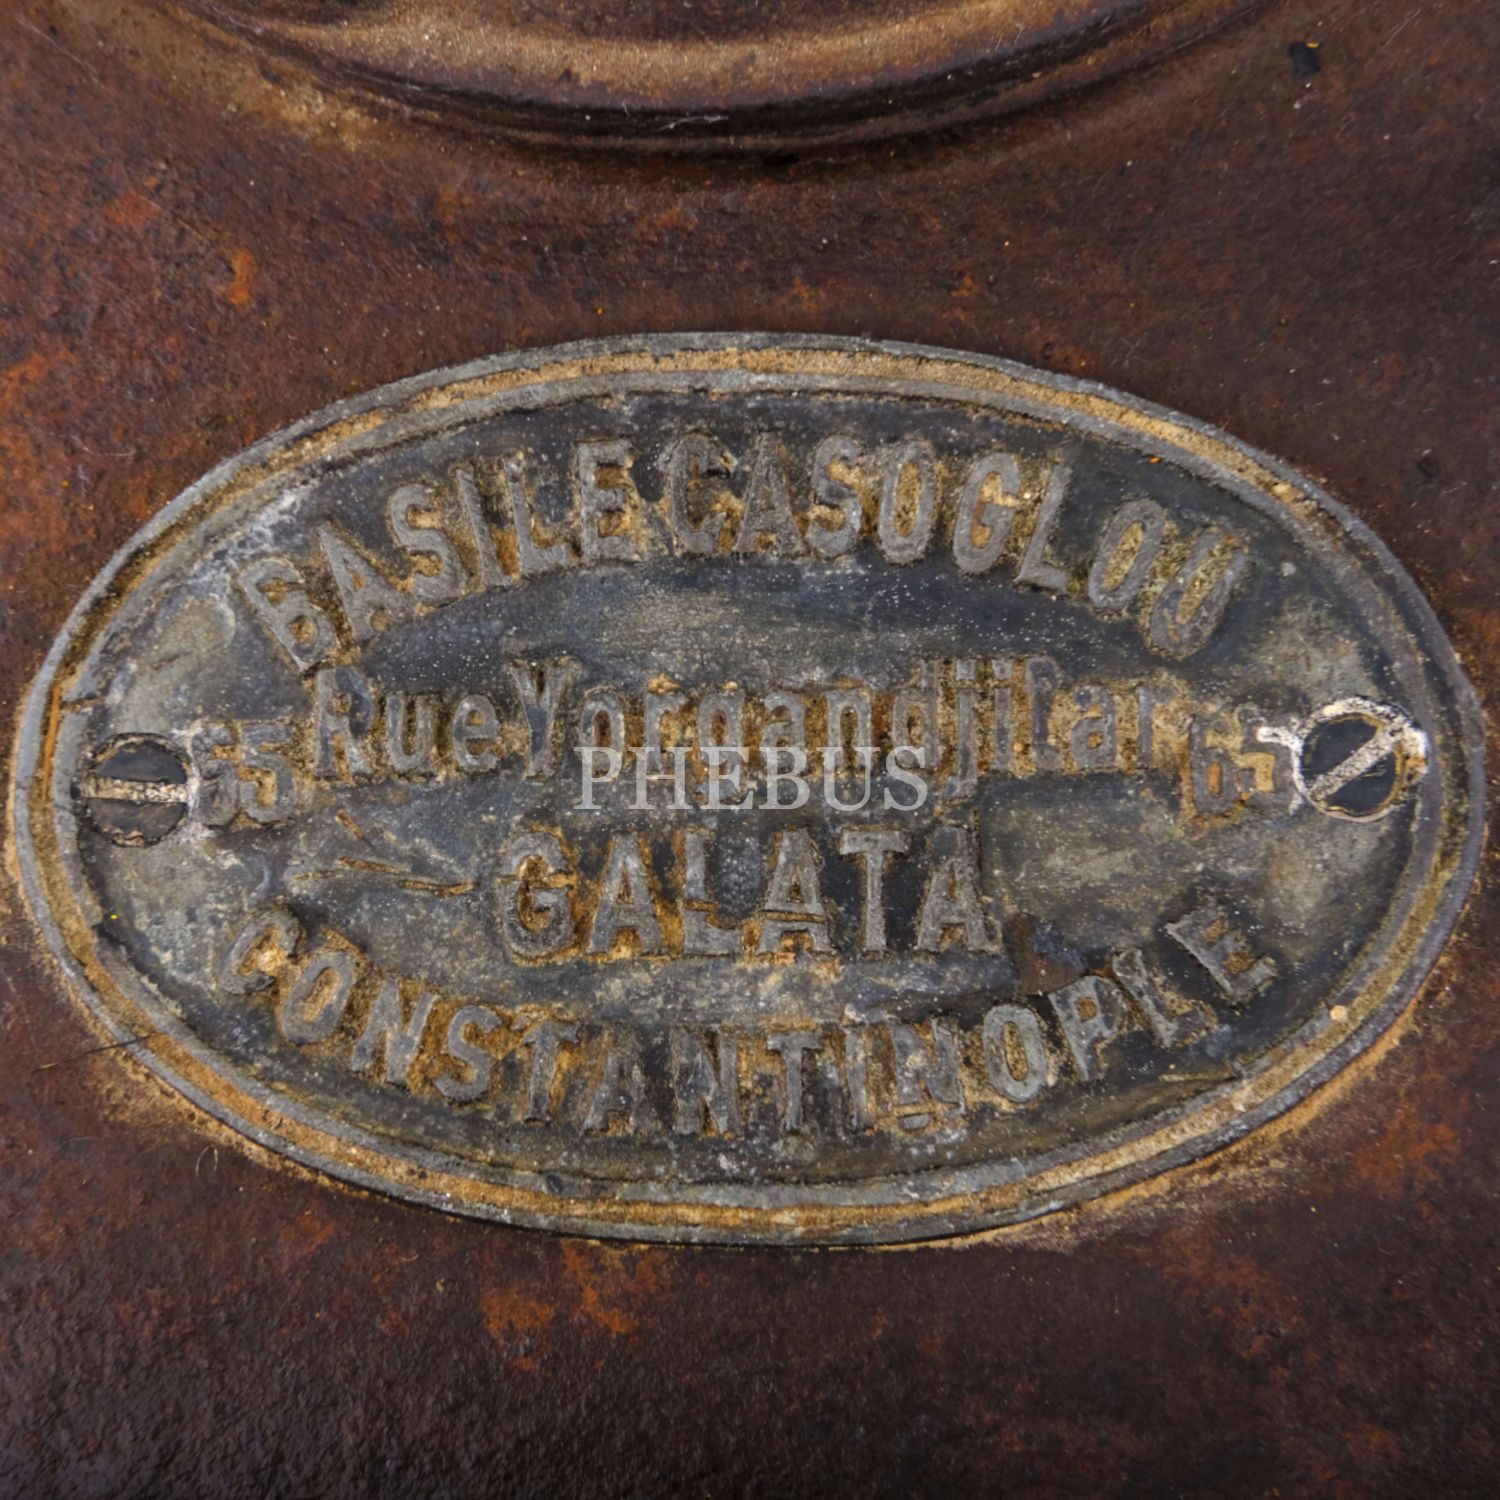 BASILE CASOGLOU
65 Rue Yorgandjilar 65
GALATA
CONSTANTINOPLE
PHEBUS